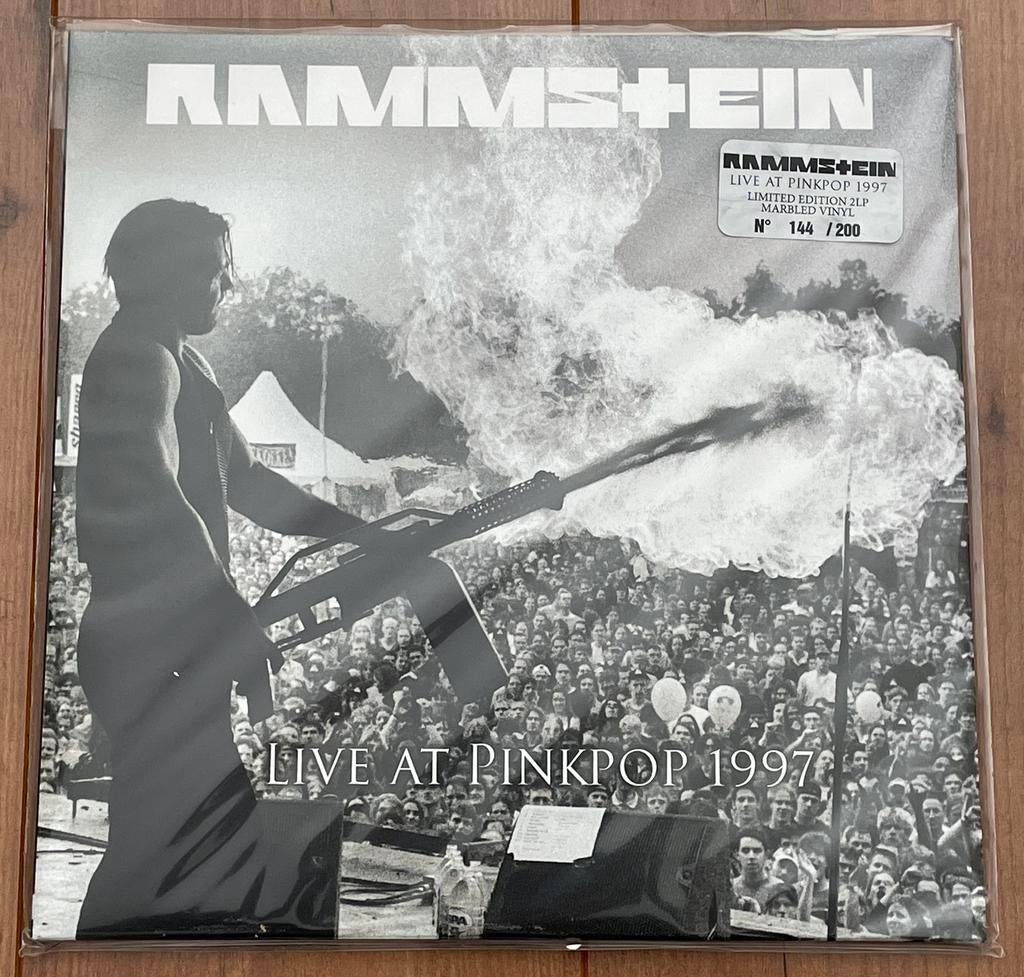 RAMMSTEIN
RAMMSTEIN
LIVE AT PINKPOP 1997
LIMITED EDITION 2LP
MARBLED VINYL
N° 144 /200
LIVE AT PINKPOP 1997